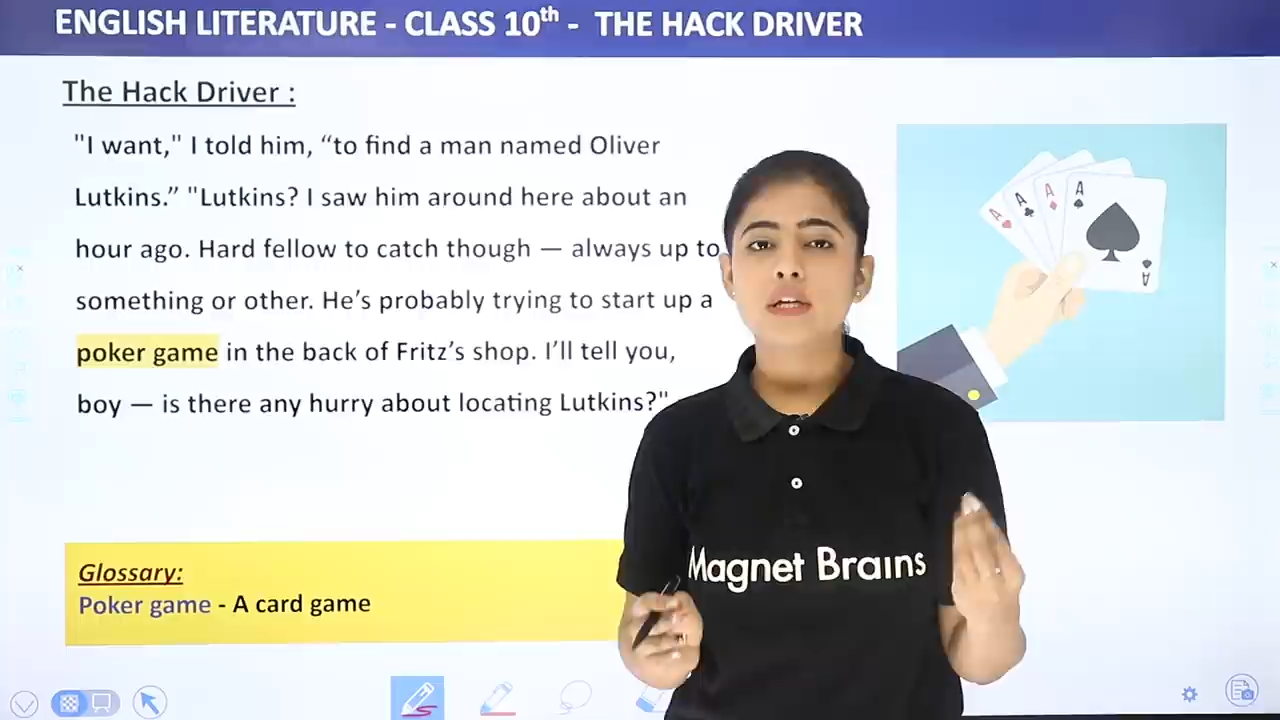 ENGLISH LITERATURE - CLASS 10th - THE HACK DRIVER
The Hack Driver :
"I want," I told him, “to find a man named Oliver
Lutkins.” "Lutkins? I saw him around here about an
hour ago. Hard fellow to catch though — always up to
something or other. He’s probably trying to start up a
poker game in the back of Fritz’s shop. I’ll tell you,
boy — is there any hurry about locating Lutkins?"
A
A
A
A
A
Glossary:
Poker game - A card game
Magnet Brains